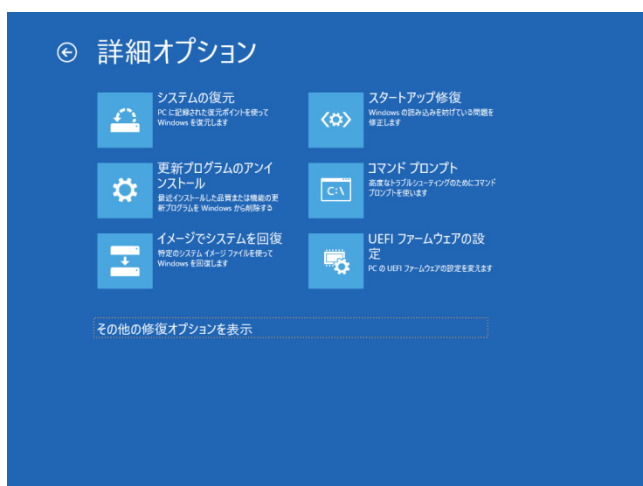 詳細オプション
システムの復元
PC に記録された復元ポイントを使って
Windows を復元します
スタートアップ修復
Windows の読み込みを妨げている問題を
修正します
更新プログラムのアンイ
ンストール
最近インストールした品質または機能の更
新プログラムを Windows から削除する
コマンド プロンプト
C:\
高度なトラブルシューティングのためにコマンド
プロンプトを使います
イメージでシステムを回復
特定のシステム イメージ ファイルを使って
Windows を回復します
UEFI ファームウェアの設
定
PC の UEFI ファームウェアの設定を変えます
その他の修復オプションを表示